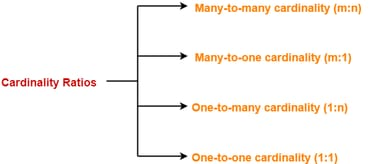 Many-to-many cardinality (m:n)
Many-to-one cardinality (m:1)
Cardinality Ratios
One-to-many cardinality (1:n)
One-to-one cardinality (1:1)